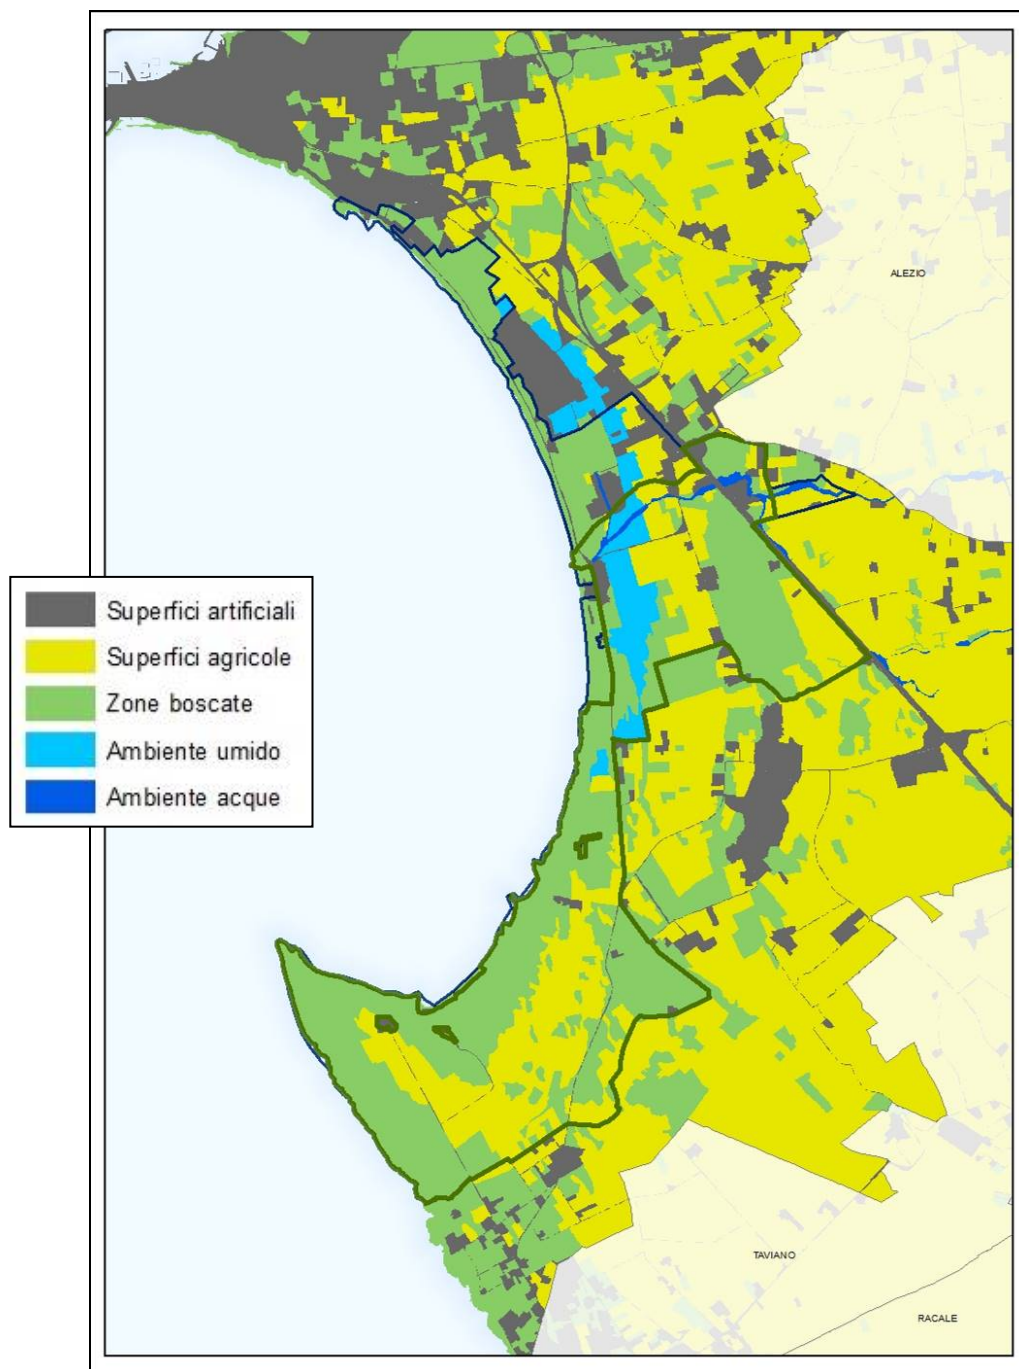 ALEZIO
Superfici artificiali
Superfici agricole
Zone boscate
Ambiente umido
Ambiente acque
TAVIANO
RACALE